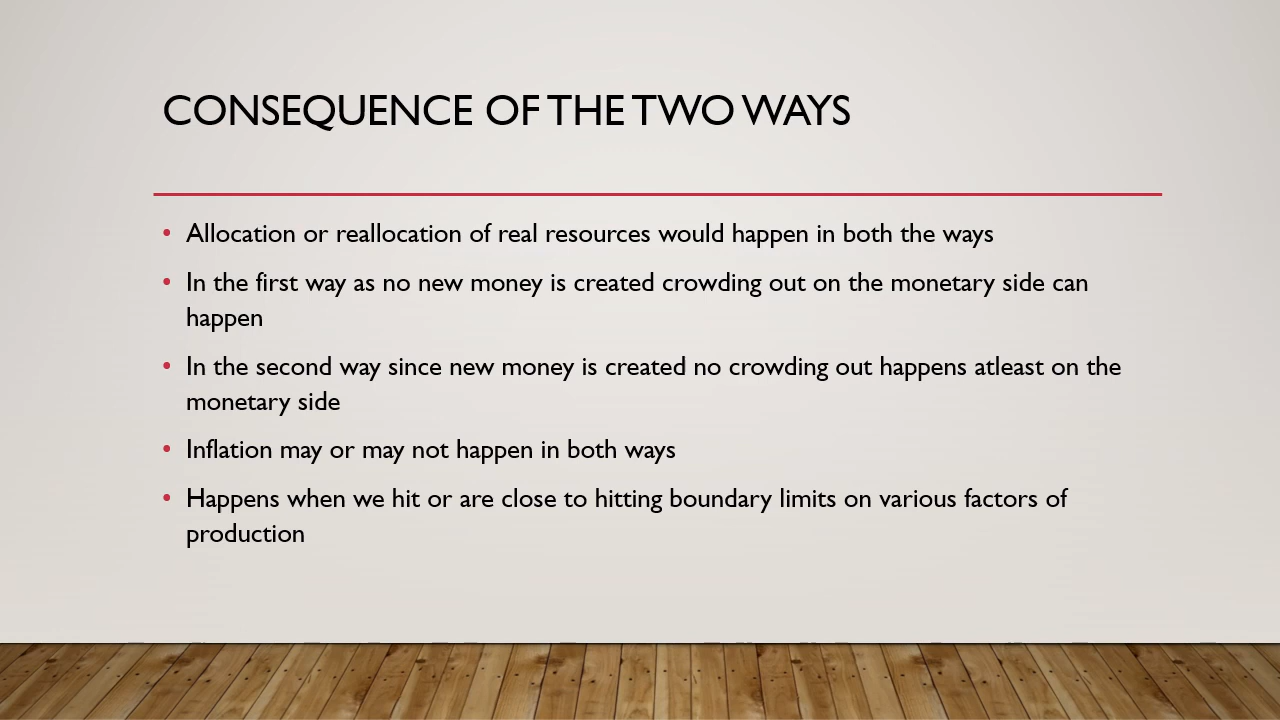 CONSEQUENCE OF THE TWO WAYS
• Allocation or reallocation of real resources would happen in both the ways
• In the first way as no new money is created crowding out on the monetary side can
happen
• In the second way since new money is created no crowding out happens atleast on the
monetary side
• Inflation may or may not happen in both ways
• Happens when we hit or are close to hitting boundary limits on various factors of
production